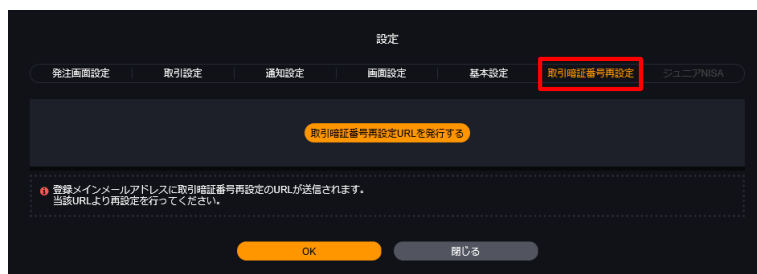 設定
発注画面設定 取引設定 通知設定 画面設定 基本設定 取引暗証番号再設定 ジュニアNISA
取引暗証番号再設定URLを発行する
登録メインメールアドレスに取引暗証番号再設定のURLが送信されます。
当該URLより再設定を行ってください。
OK 閉じる